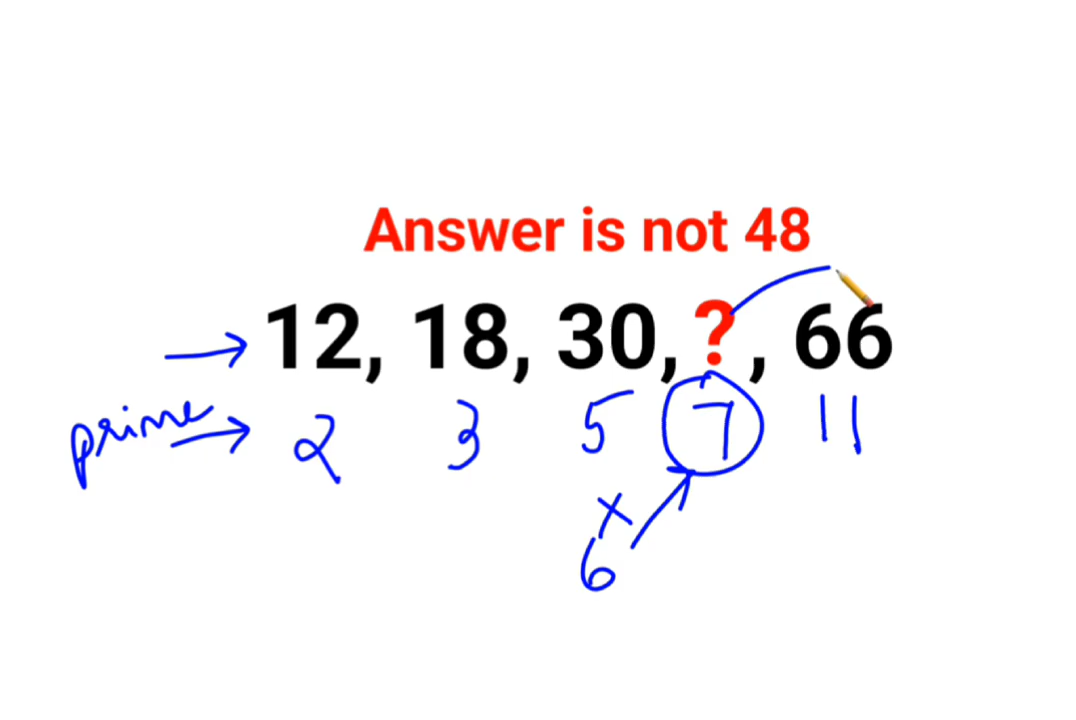 Answer is not 48
12, 18, 30, ?, 66
prime 2 3 5 7 11
x
6